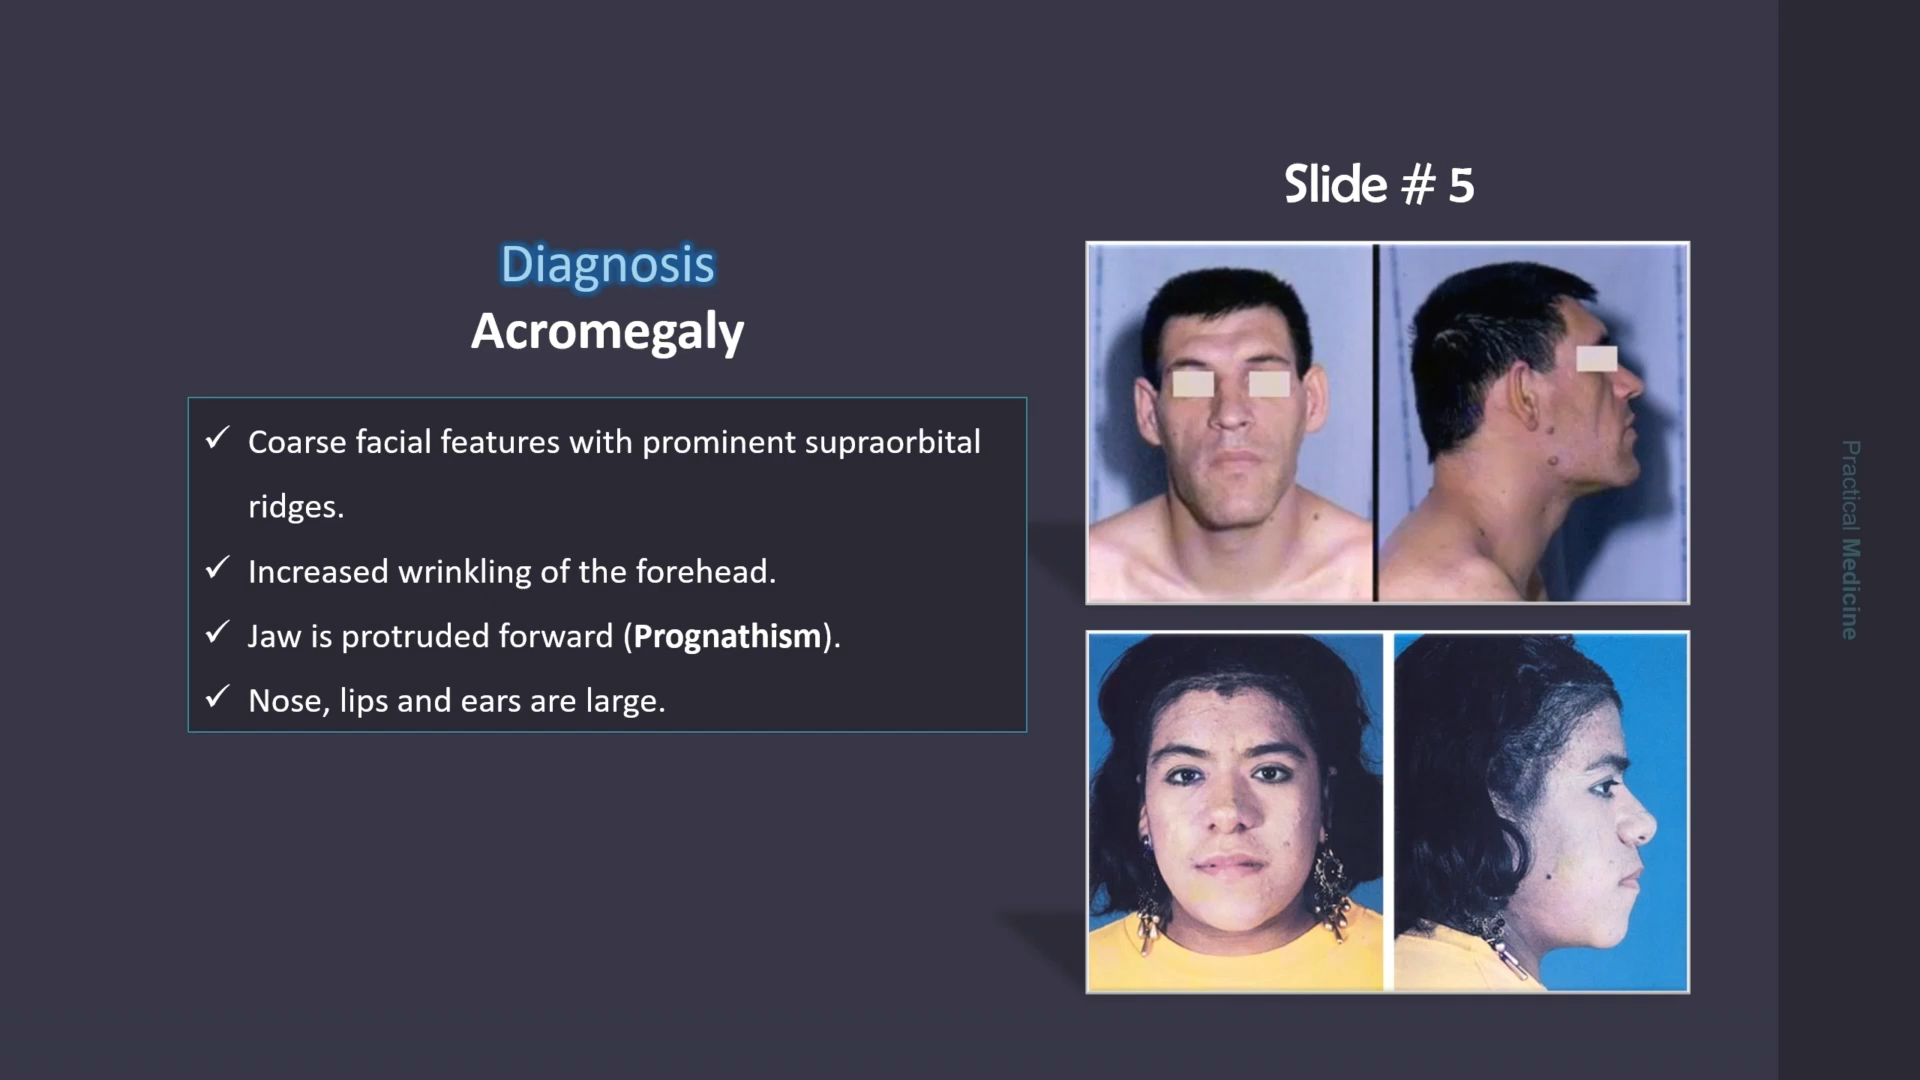 Slide # 5
Diagnosis
Acromegaly
✓ Coarse facial features with prominent supraorbital
ridges.
✓ Increased wrinkling of the forehead.
✓ Jaw is protruded forward (Prognathism).
✓ Nose, lips and ears are large.
Practical Medicine